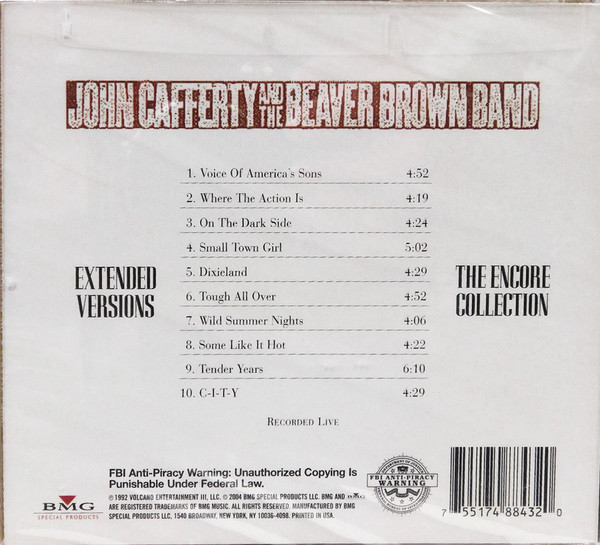 JOHN CAFFERTY AND THE BEAVER BROWN BAND
1. Voice Of America's Sons 4:52
2. Where The Action Is 4:19
3. On The Dark Side 4:24
4. Small Town Girl 5:02
5. Dixieland 4:29
6. Tough All Over 4:52
7. Wild Summer Nights 4:06
8. Some Like It Hot 4:22
9. Tender Years 6:10
10. C-I-T-Y 4:29
EXTENDED
VERSIONS
THE ENCORE
COLLECTION
RECORDED LIVE
FBI Anti-Piracy Warning: Unauthorized Copying Is
Punishable Under Federal Law.
FBI ANTI-PIRACY
WARNING
BMG
SPECIAL PRODUCTS
℗ 1992 VOLCANO ENTERTAINMENT III, LLC. © 2004 BMG SPECIAL PRODUCTS LLC. BMG AND BMG
ARE REGISTERED TRADEMARKS OF BMG MUSIC. ALL RIGHTS RESERVED. MANUFACTURED BY BMG
SPECIAL PRODUCTS LLC, 1540 BROADWAY, NEW YORK, NY 10036-4098. PRINTED IN USA.
7 55174 88432 0